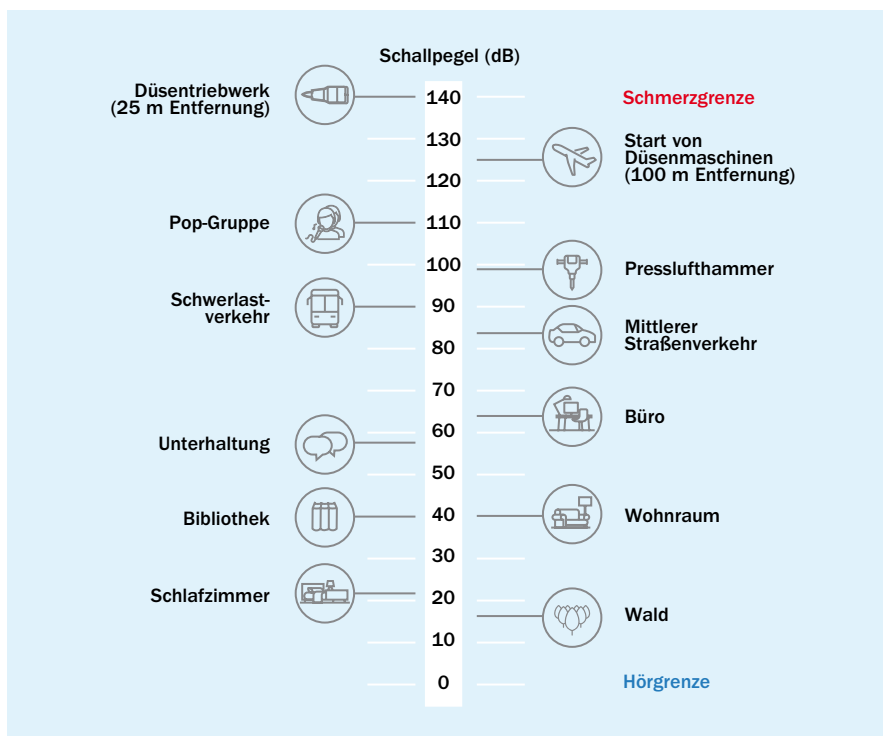 Schallpegel (dB)
Düsentriebwerk
(25 m Entfernung)
140
Schmerzgrenze
130
Start von
Düsenmaschinen
(100 m Entfernung)
120
Pop-Gruppe
110
100
Presslufthammer
Schwerlast-
verkehr
90
Mittlerer
Straßenverkehr
80
70
Büro
60
Unterhaltung
50
Bibliothek
40
Wohnraum
30
Schlafzimmer
20
Wald
10
0
Hörgrenze